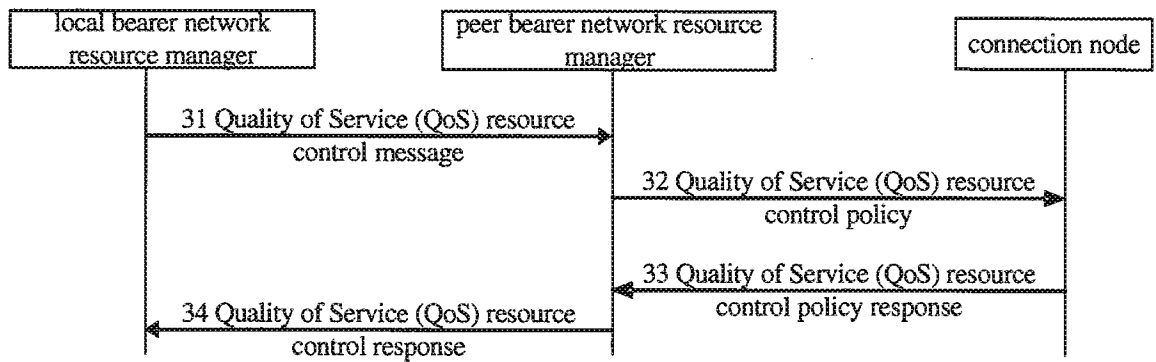 local bearer network
resource manager
peer bearer network resource
manager
connection node
31 Quality of Service (QoS) resource
control message
32 Quality of Service (QoS) resource
control policy
33 Quality of Service (QoS) resource
control policy response
34 Quality of Service (QoS) resource
control response